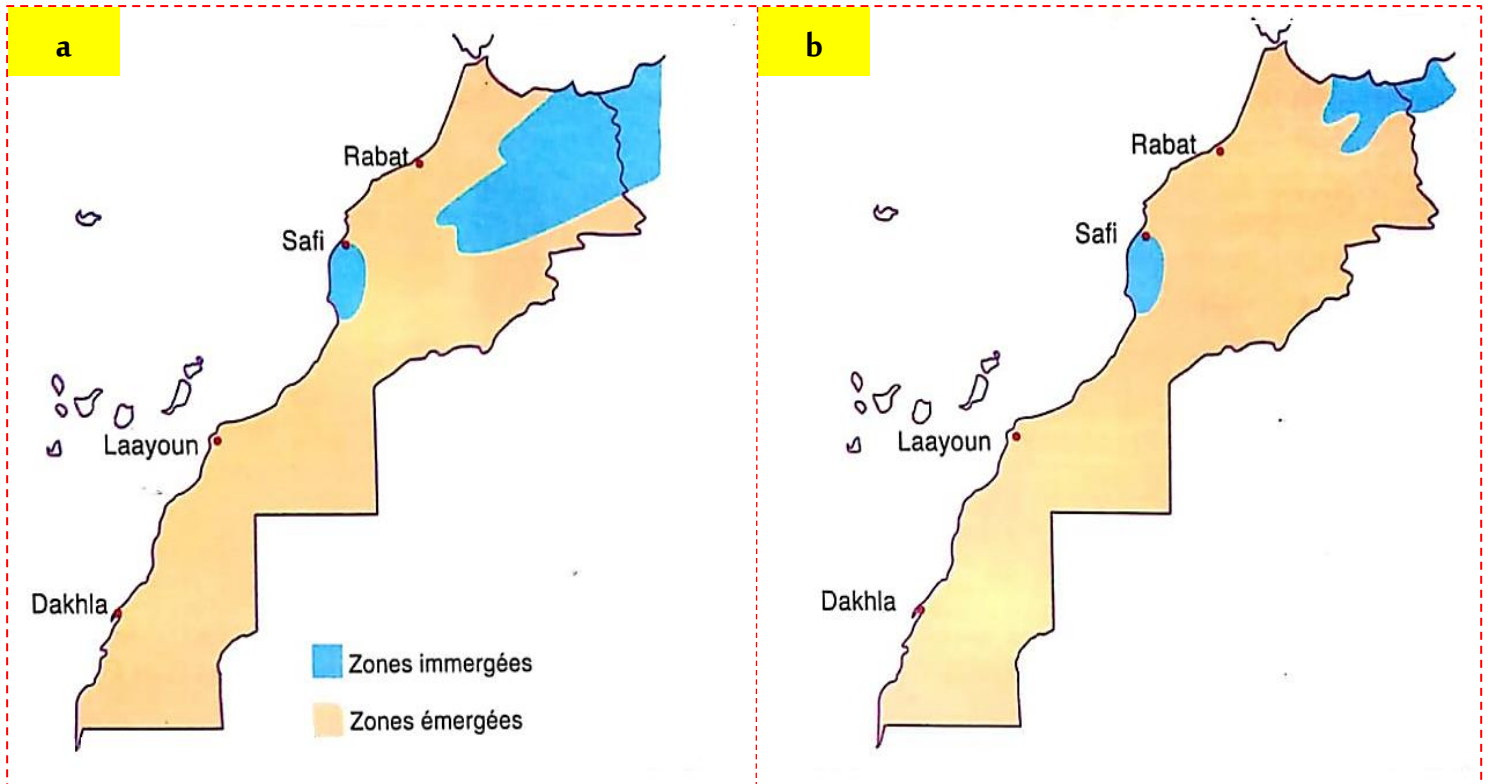 a
Rabat
Safi
Laayoun
Dakhla
Zones immergées
Zones émergées
b
Rabat
Safi
Laayoun
Dakhla